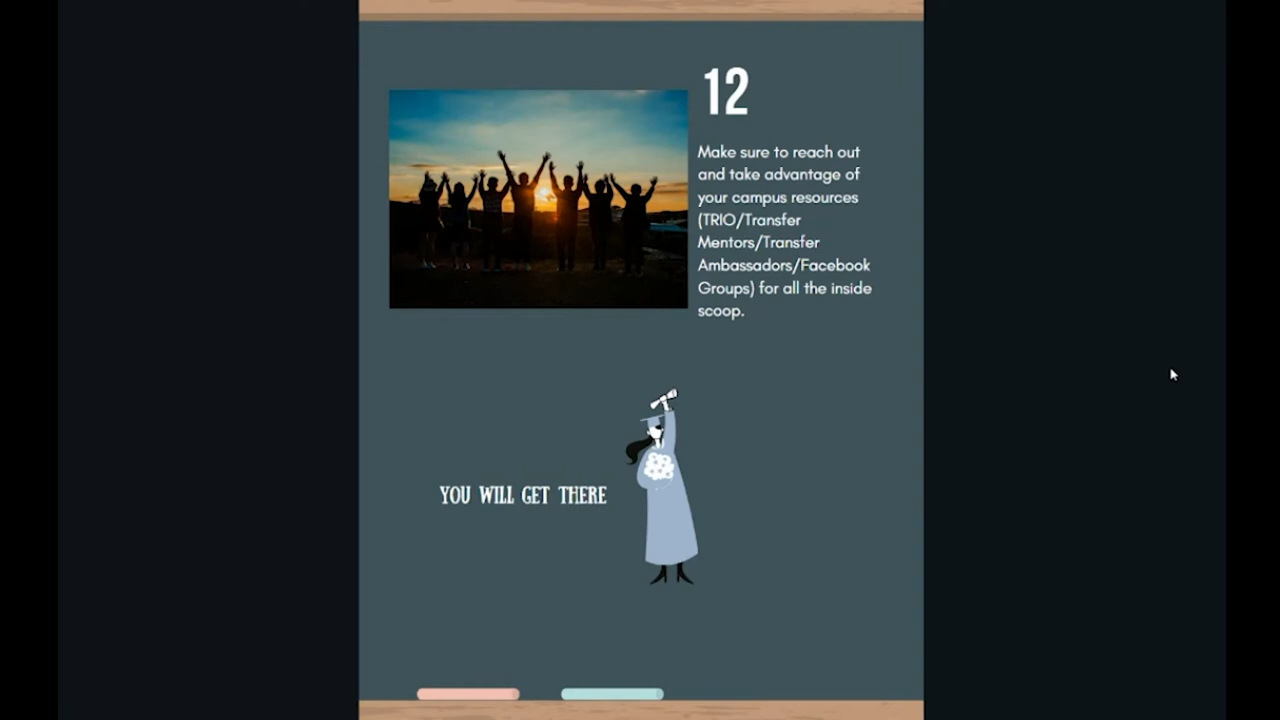 12
Make sure to reach out
and take advantage of
your campus resources
(TRIO/Transfer
Mentors/Transfer
Ambassadors/Facebook
Groups) for all the inside
scoop.
YOU WILL GET THERE